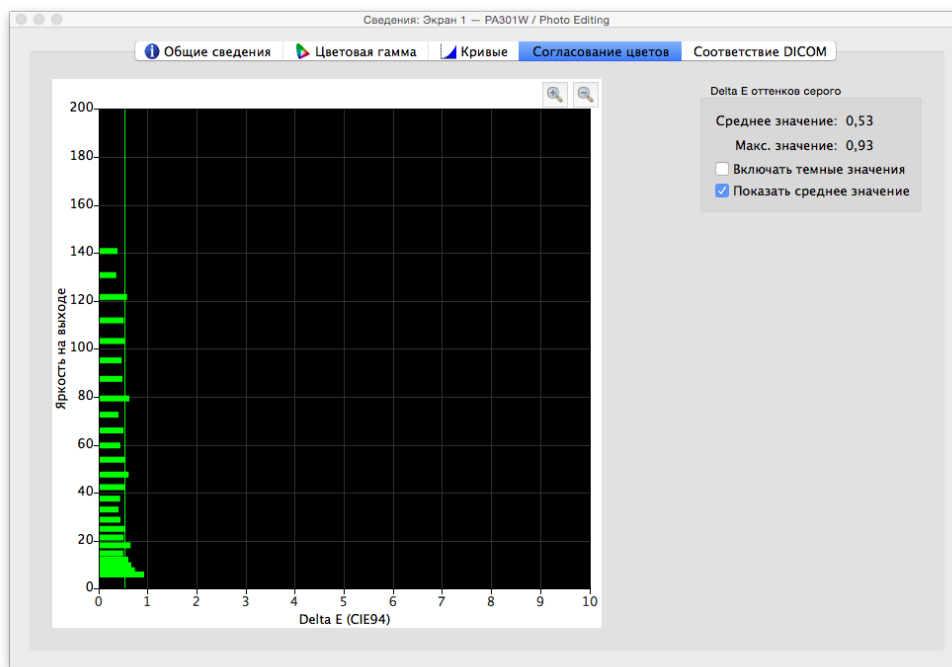 Сведения: Экран 1 — PA301W / Photo Editing
Общие сведения
Цветовая гамма
Кривые
Согласование цветов
Соответствие DICOM
Delta E оттенков серого
Среднее значение: 0,53
Макс. значение: 0,93
Включать темные значения
Показать среднее значение
Яркость на выходе
200
180
160
140
120
100
80
60
40
20
0
0 1 2 3 4 5 6 7 8 9 10
Delta E (CIE94)